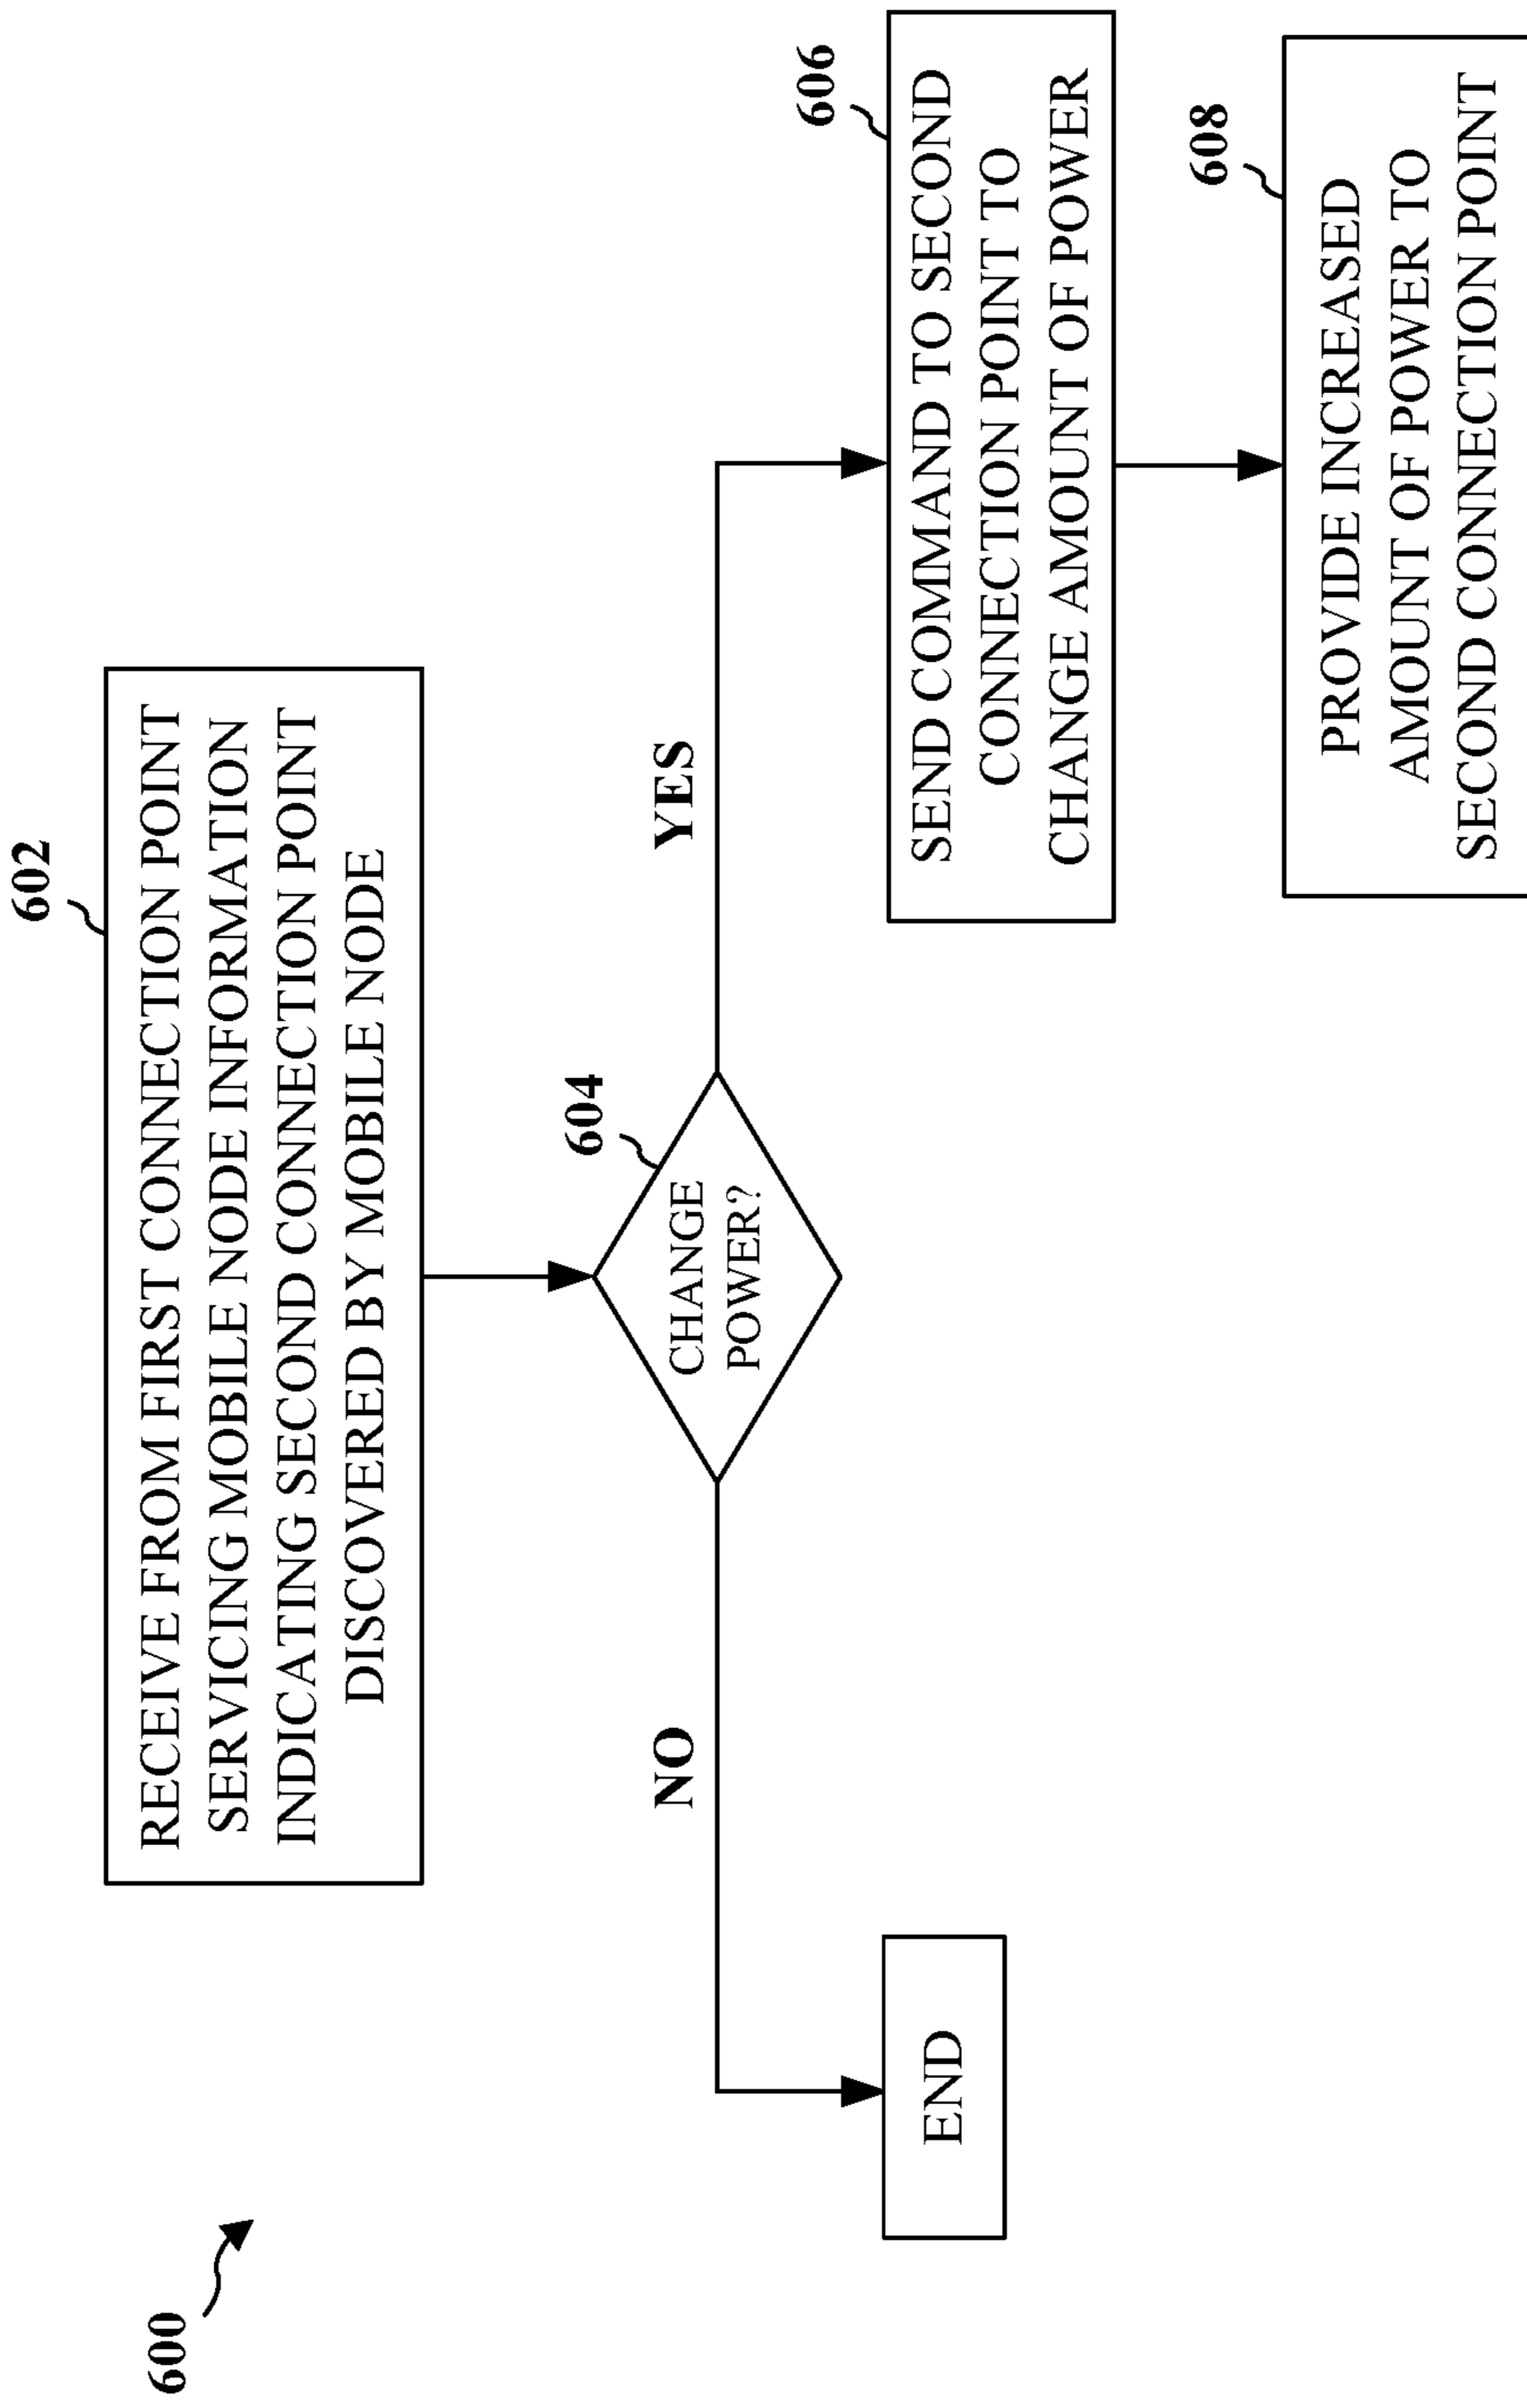 600
602
RECEIVE FROM FIRST CONNECTION POINT
SERVICING MOBILE NODE INFORMATION
INDICATING SECOND CONNECTION POINT
DISCOVERED BY MOBILE NODE
604
CHANGE
POWER?
NO
YES
END
606
SEND COMMAND TO SECOND
CONNECTION POINT TO
CHANGE AMOUNT OF POWER
608
PROVIDE INCREASED
AMOUNT OF POWER TO
SECOND CONNECTION POINT